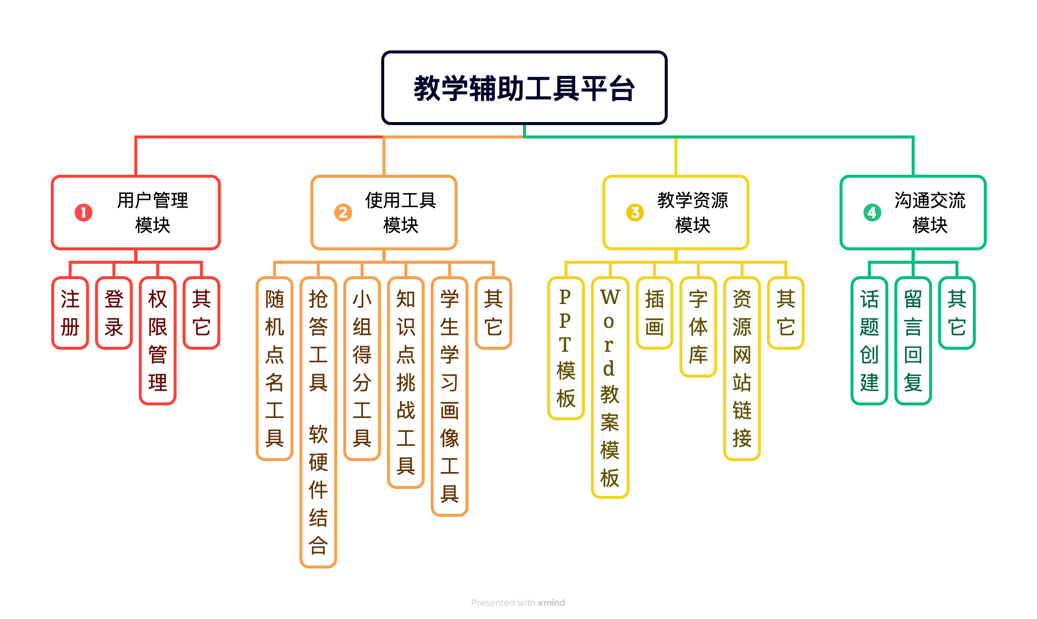 教学辅助工具平台
1 用户管理
模块
2 使用工具
模块
3 教学资源
模块
4 沟通交流
模块
注册
登录
权限管理
其它
随机点名工具
抢答工具 软硬件结合
小组得分工具
知识点挑战工具
学生学习画像工具
其它
PPT模板
Word教案模板
插画
字体库
资源网站链接
其它
话题创建
留言回复
其它
Presented with xmind